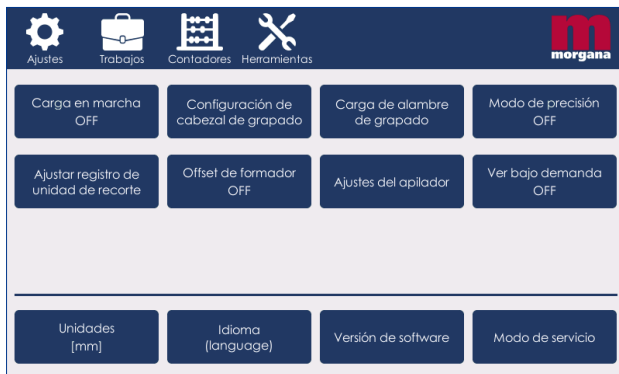 Ajustes
Trabajos
Contadores
Herramientas
m
morgana
Carga en marcha
OFF
Configuración de
cabezal de grapado
Carga de alambre
de grapado
Modo de precisión
OFF
Ajustar registro de
unidad de recorte
Offset de formador
OFF
Ajustes del apilador
Ver bajo demanda
OFF
Unidades
[mm]
Idioma
(language)
Versión de software
Modo de servicio